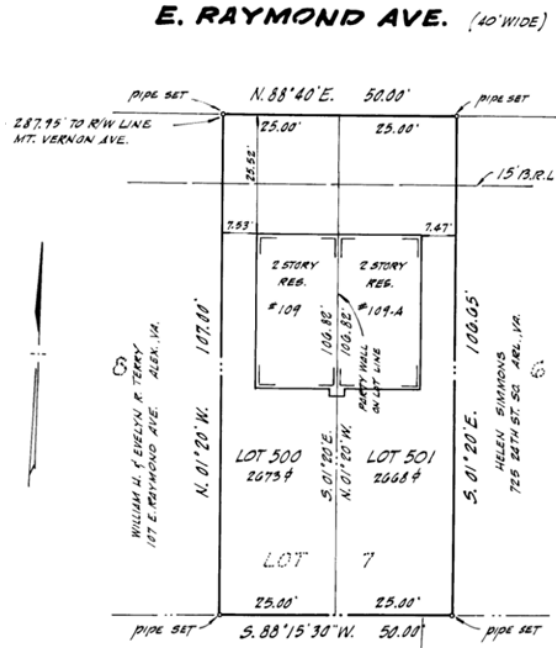 E. RAYMOND AVE. (40' WIDE)
PIPE SET
N. 88°40' E. 50.00'
PIPE SET
287.95' TO R/W LINE
MT. VERNON AVE.
25.00'
25.00'
25.52'
15' B.R.L
7.53'
7.47'
2 STORY
RES.
#109
2 STORY
RES.
#109-A
PARTY WALL
ON LOT LINE
106.82'
106.82'
S. 01°20' E.
N. 01°20' W.
N. 01°20' W. 107.00'
S. 01°20' E. 106.65'
WILLIAM H. & EVELYN R. TERRY
107 E. RAYMOND AVE. ALEX., VA.
HELEN SIMMONS
725 26TH ST. SO. ARL., VA.
6
LOT 500
2673
LOT 501
2668
LOT 7
25.00'
25.00'
PIPE SET
S. 88°15'30" W. 50.00'
PIPE SET